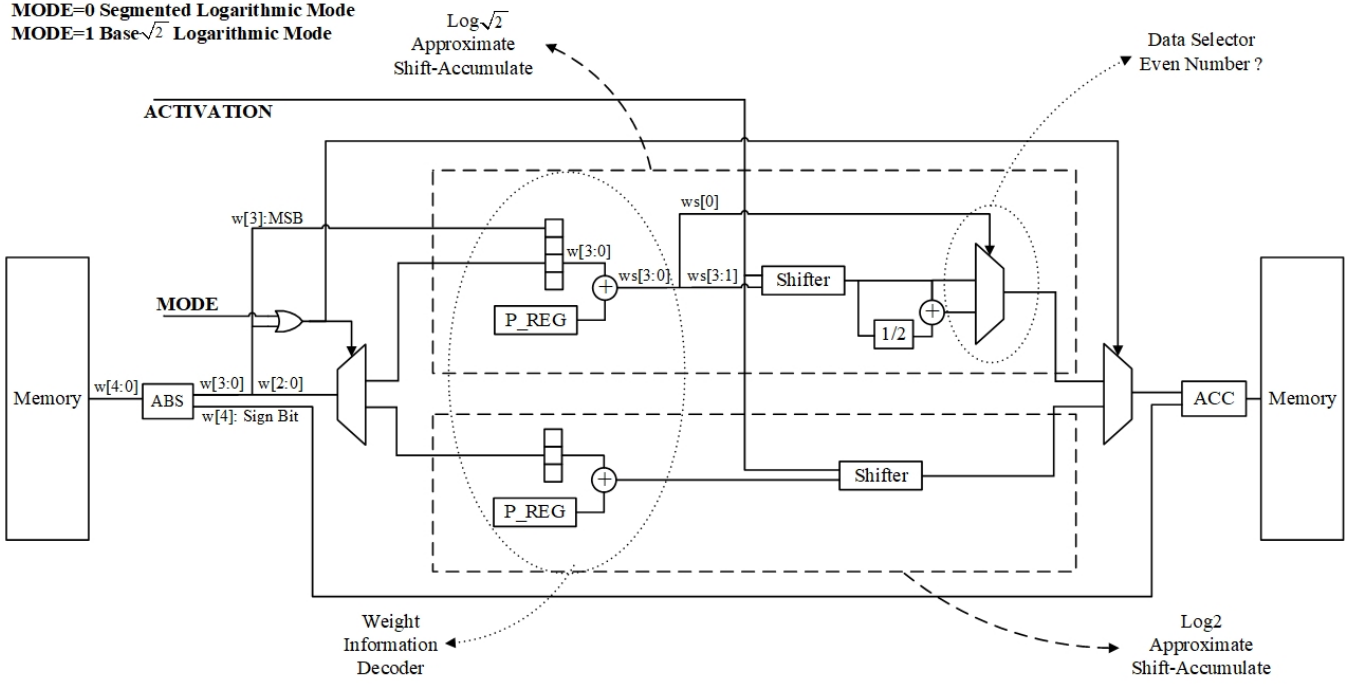 MODE=0 Segmented Logarithmic Mode
MODE=1 Base√2 Logarithmic Mode
Log√2
Approximate
Shift-Accumulate
Data Selector
Even Number ?
ACTIVATION
w[3]:MSB
ws[0]
w[3:0]
ws[3:0]
ws[3:1]
Shifter
MODE
P_REG
+
+
1/2
Memory
w[4:0]
ABS
w[3:0]
w[2:0]
w[4]: Sign Bit
ACC
Memory
Shifter
+
P_REG
Weight
Information
Decoder
Log2
Approximate
Shift-Accumulate